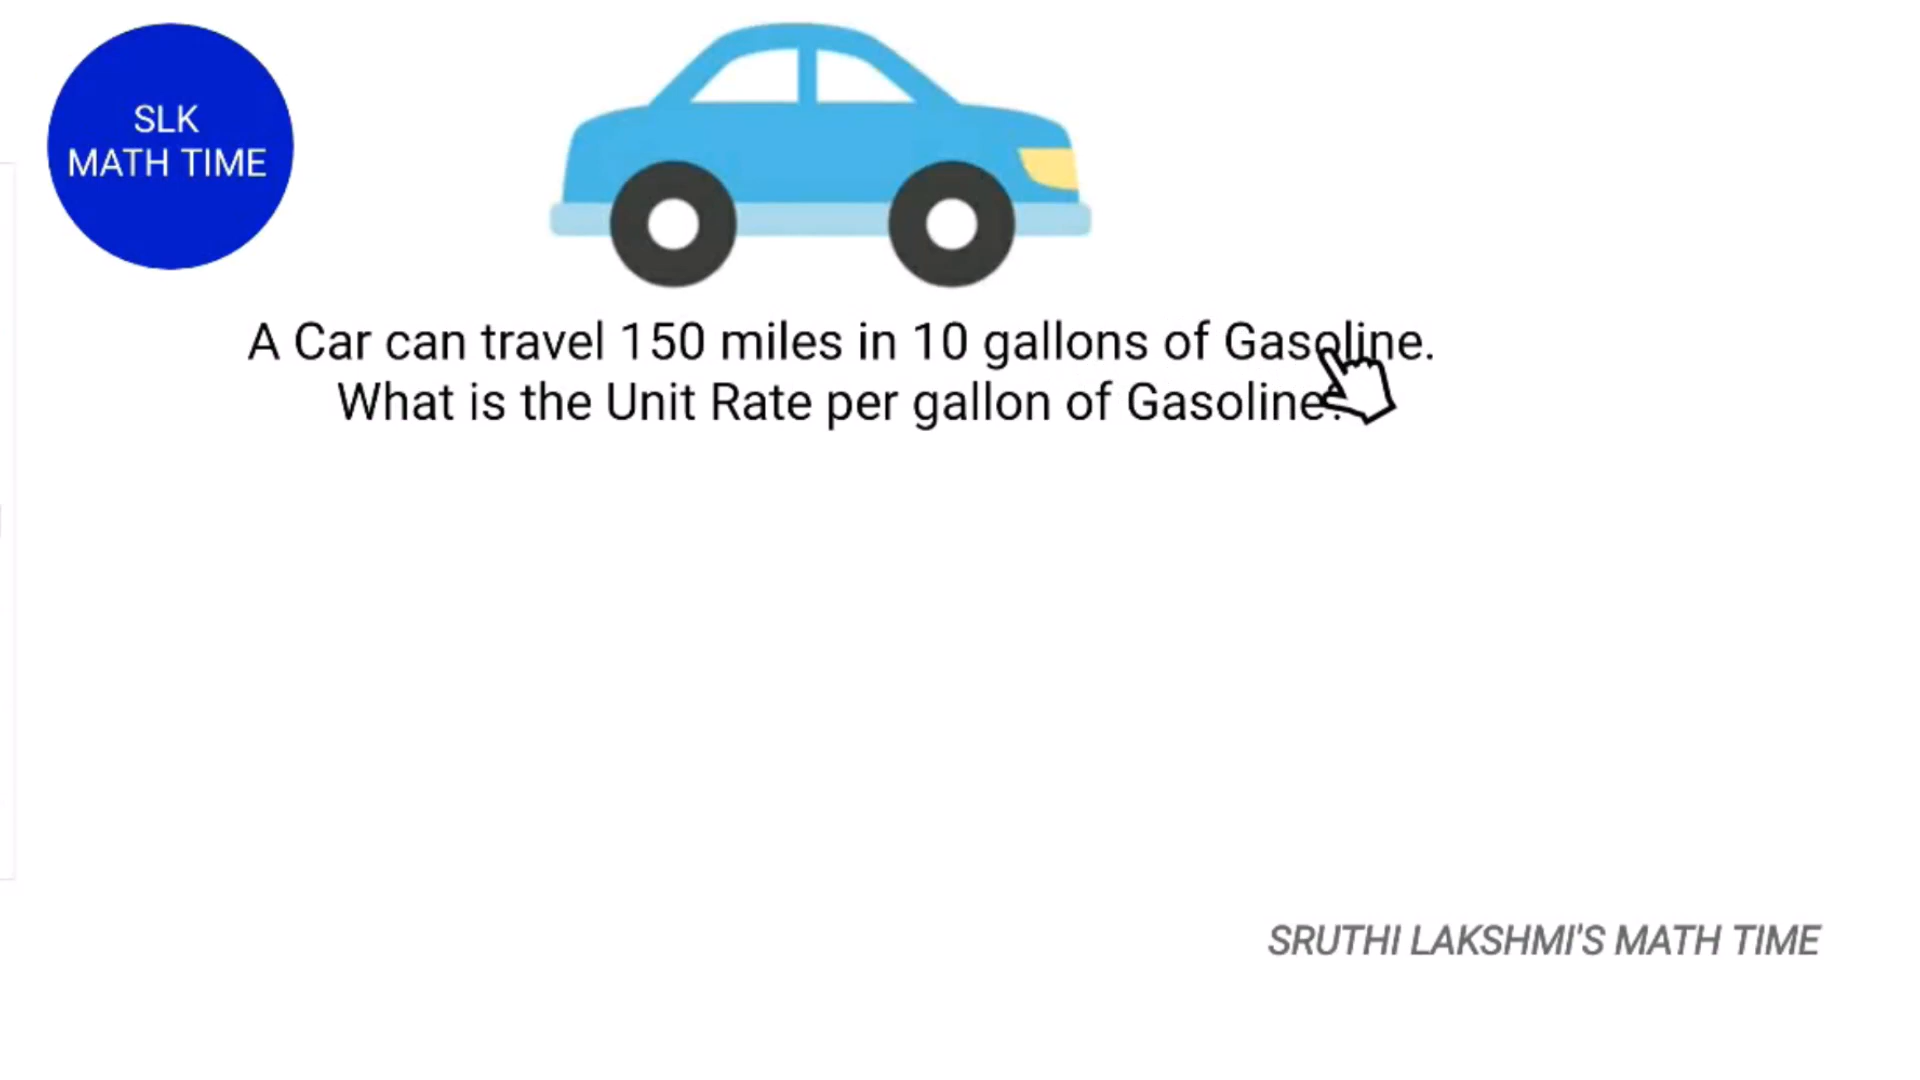 SLK
MATH TIME
A Car can travel 150 miles in 10 gallons of Gasoline.
What is the Unit Rate per gallon of Gasoline?
SRUTHI LAKSHMI'S MATH TIME